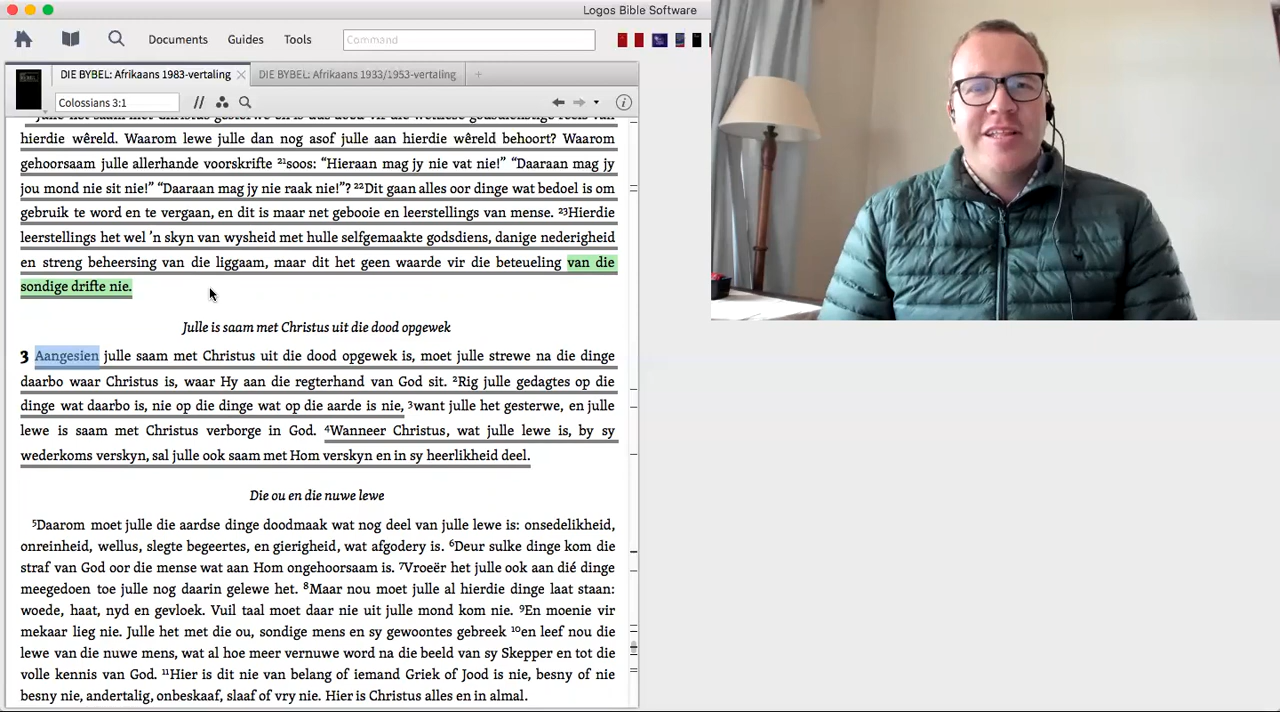 Logos Bible Software
Documents Guides Tools Command
DIE BYBEL: Afrikaans 1983-vertaling DIE BYBEL: Afrikaans 1933/1953-vertaling
Colossians 3:1
hierdie wêreld. Waarom lewe julle dan nog asof julle aan hierdie wêreld behoort? Waarom
gehoorsaam julle allerhande voorskrifte ²¹soos: “Hieraan mag jy nie vat nie!” “Daaraan mag jy
jou mond nie sit nie!” “Daaraan mag jy nie raak nie!”? ²²Dit gaan alles oor dinge wat bedoel is om
gebruik te word en te vergaan, en dit is maar net gebooie en leerstellings van mense. ²³Hierdie
leerstellings het wel ’n skyn van wysheid met hulle selfgemaakte godsdiens, danige nederigheid
en streng beheersing van die liggaam, maar dit het geen waarde vir die beteueling van die
sondige drifte nie.
Julle is saam met Christus uit die dood opgewek
3 Aangesien julle saam met Christus uit die dood opgewek is, moet julle strewe na die dinge
daarbo waar Christus is, waar Hy aan die regterhand van God sit. ²Rig julle gedagtes op die
dinge wat daarbo is, nie op die dinge wat op die aarde is nie, ³want julle het gesterwe, en julle
lewe is saam met Christus verborge in God. ⁴Wanneer Christus, wat julle lewe is, by sy
wederkoms verskyn, sal julle ook saam met Hom verskyn en in sy heerlikheid deel.
Die ou en die nuwe lewe
⁵Daarom moet julle die aardse dinge doodmaak wat nog deel van julle lewe is: onsedelikheid,
onreinheid, wellus, slegte begeertes, en gierigheid, wat afgodery is. ⁶Deur sulke dinge kom die
straf van God oor die mense wat aan Hom ongehoorsaam is. ⁷Vroeër het julle ook aan dié dinge
meegedoen toe julle nog daarin gelewe het. ⁸Maar nou moet julle al hierdie dinge laat staan:
woede, haat, nyd en gevloek. Vuil taal moet daar nie uit julle mond kom nie. ⁹En moenie vir
mekaar lieg nie. Julle het met die ou, sondige mens en sy gewoontes gebreek ¹⁰en leef nou die
lewe van die nuwe mens, wat al hoe meer vernuwe word na die beeld van sy Skepper en tot die
volle kennis van God. ¹¹Hier is dit nie van belang of iemand Griek of Jood is nie, besny of nie
besny nie, andertalig, onbeskaaf, slaaf of vry nie. Hier is Christus alles en in almal.